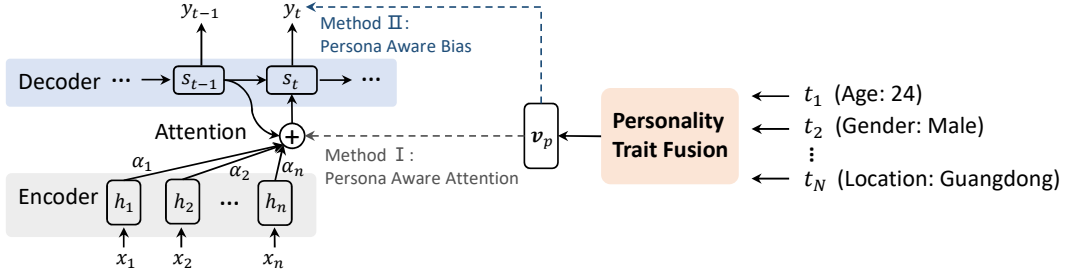 y_{t-1}
y_t
Method II:
Persona Aware Bias
Decoder
...
s_{t-1}
s_t
...
Attention
+
Method I:
Persona Aware Attention
α_1
α_2
α_n
Encoder
h_1
h_2
...
h_n
x_1
x_2
x_n
v_p
Personality
Trait Fusion
t_1 (Age: 24)
t_2 (Gender: Male)
⋮
t_N (Location: Guangdong)